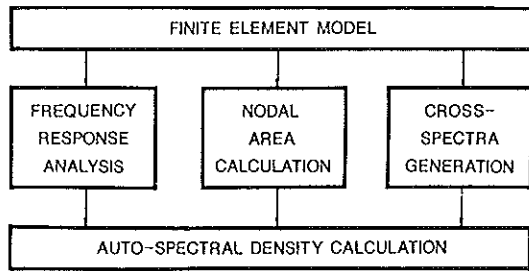 FINITE ELEMENT MODEL
FREQUENCY
RESPONSE
ANALYSIS
NODAL
AREA
CALCULATION
CROSS-
SPECTRA
GENERATION
AUTO-SPECTRAL DENSITY CALCULATION